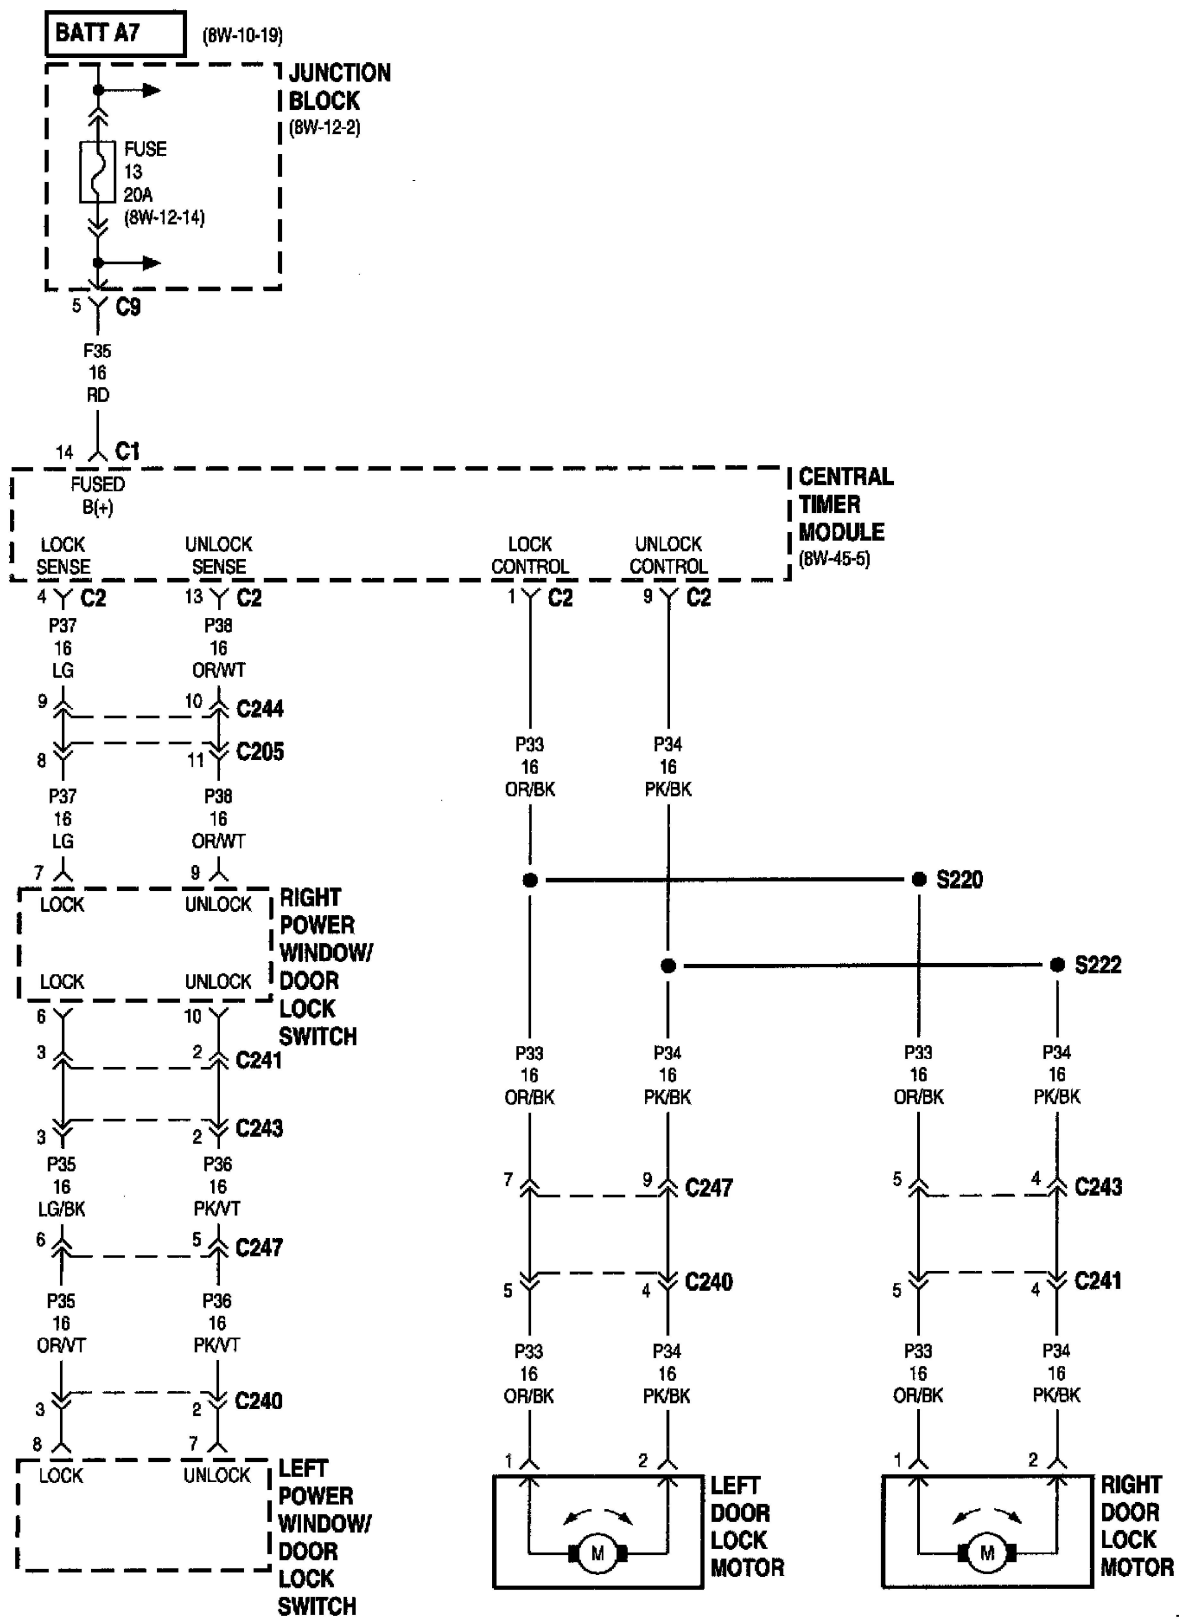 BATT A7
(8W-10-19)
JUNCTION
BLOCK
(8W-12-2)
FUSE
13
20A
(8W-12-14)
5 C9
F35
16
RD
14 C1
FUSED
B(+)
CENTRAL
TIMER
MODULE
(8W-45-5)
LOCK
SENSE
UNLOCK
SENSE
LOCK
CONTROL
UNLOCK
CONTROL
4 C2
13 C2
1 C2
9 C2
P37
16
LG
P38
16
OR/WT
9
10
C244
8
11
C205
P37
16
LG
P38
16
OR/WT
7
9
LOCK
UNLOCK
LOCK
UNLOCK
RIGHT
POWER
WINDOW/
DOOR
LOCK
SWITCH
6
10
3
2
C241
3
2
C243
P35
16
LG/BK
P36
16
PK/VT
6
5
C247
P35
16
OR/VT
P36
16
PK/VT
3
2
C240
8
7
LOCK
UNLOCK
LEFT
POWER
WINDOW/
DOOR
LOCK
SWITCH
P33
16
OR/BK
P34
16
PK/BK
S220
S222
P33
16
OR/BK
P34
16
PK/BK
P33
16
OR/BK
P34
16
PK/BK
7
9
C247
5
4
C243
5
4
C240
5
4
C241
P33
16
OR/BK
P34
16
PK/BK
P33
16
OR/BK
P34
16
PK/BK
1
2
M
LEFT
DOOR
LOCK
MOTOR
1
2
M
RIGHT
DOOR
LOCK
MOTOR